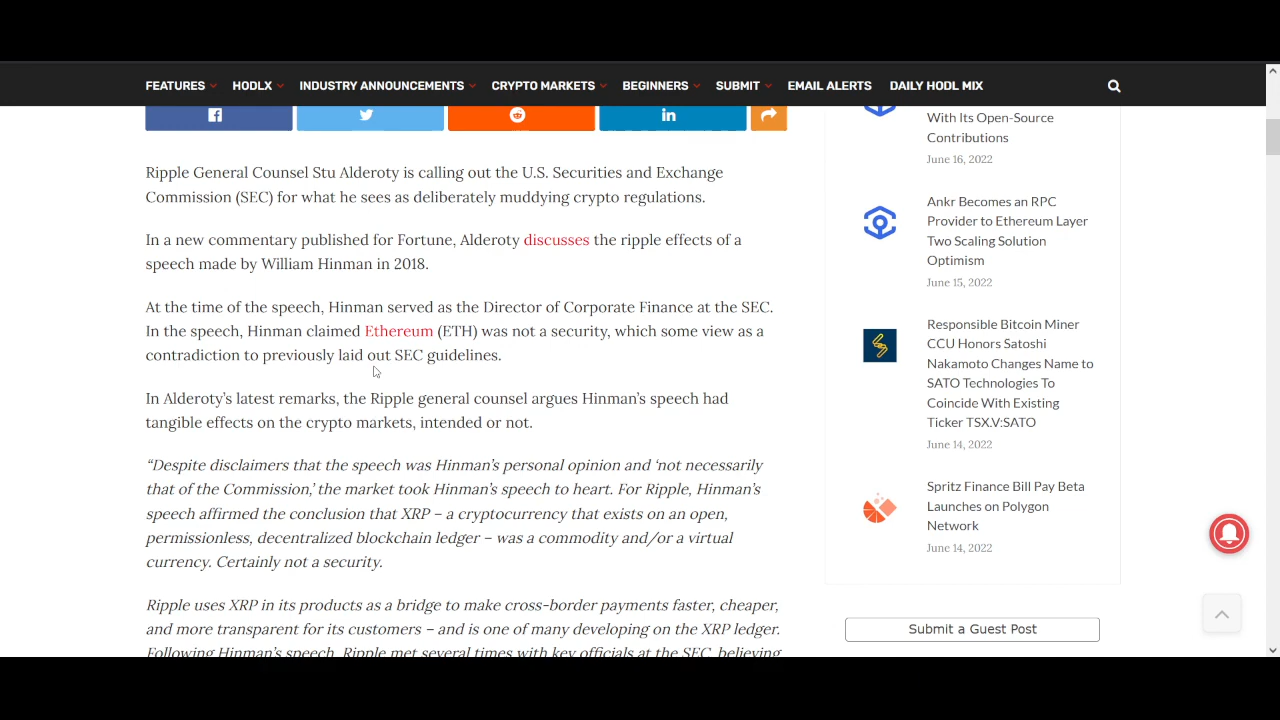 FEATURES HODLX INDUSTRY ANNOUNCEMENTS CRYPTO MARKETS BEGINNERS SUBMIT EMAIL ALERTS DAILY HODL MIX
Ripple General Counsel Stu Alderoty is calling out the U.S. Securities and Exchange
Commission (SEC) for what he sees as deliberately muddying crypto regulations.
In a new commentary published for Fortune, Alderoty discusses the ripple effects of a
speech made by William Hinman in 2018.
At the time of the speech, Hinman served as the Director of Corporate Finance at the SEC.
In the speech, Hinman claimed Ethereum (ETH) was not a security, which some view as a
contradiction to previously laid out SEC guidelines.
In Alderoty’s latest remarks, the Ripple general counsel argues Hinman’s speech had
tangible effects on the crypto markets, intended or not.
“Despite disclaimers that the speech was Hinman’s personal opinion and ‘not necessarily
that of the Commission,’ the market took Hinman’s speech to heart. For Ripple, Hinman’s
speech affirmed the conclusion that XRP – a cryptocurrency that exists on an open,
permissionless, decentralized blockchain ledger – was a commodity and/or a virtual
currency. Certainly not a security.
Ripple uses XRP in its products as a bridge to make cross-border payments faster, cheaper,
and more transparent for its customers – and is one of many developing on the XRP ledger.
Following Hinman’s speech, Ripple met several times with key officials at the SEC, believing
With Its Open-Source
Contributions
June 16, 2022
Ankr Becomes an RPC
Provider to Ethereum Layer
Two Scaling Solution
Optimism
June 15, 2022
Responsible Bitcoin Miner
CCU Honors Satoshi
Nakamoto Changes Name to
SATO Technologies To
Coincide With Existing
Ticker TSX.V:SATO
June 14, 2022
Spritz Finance Bill Pay Beta
Launches on Polygon
Network
June 14, 2022
Submit a Guest Post